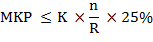 MKP ≤ K × n/R × 25%